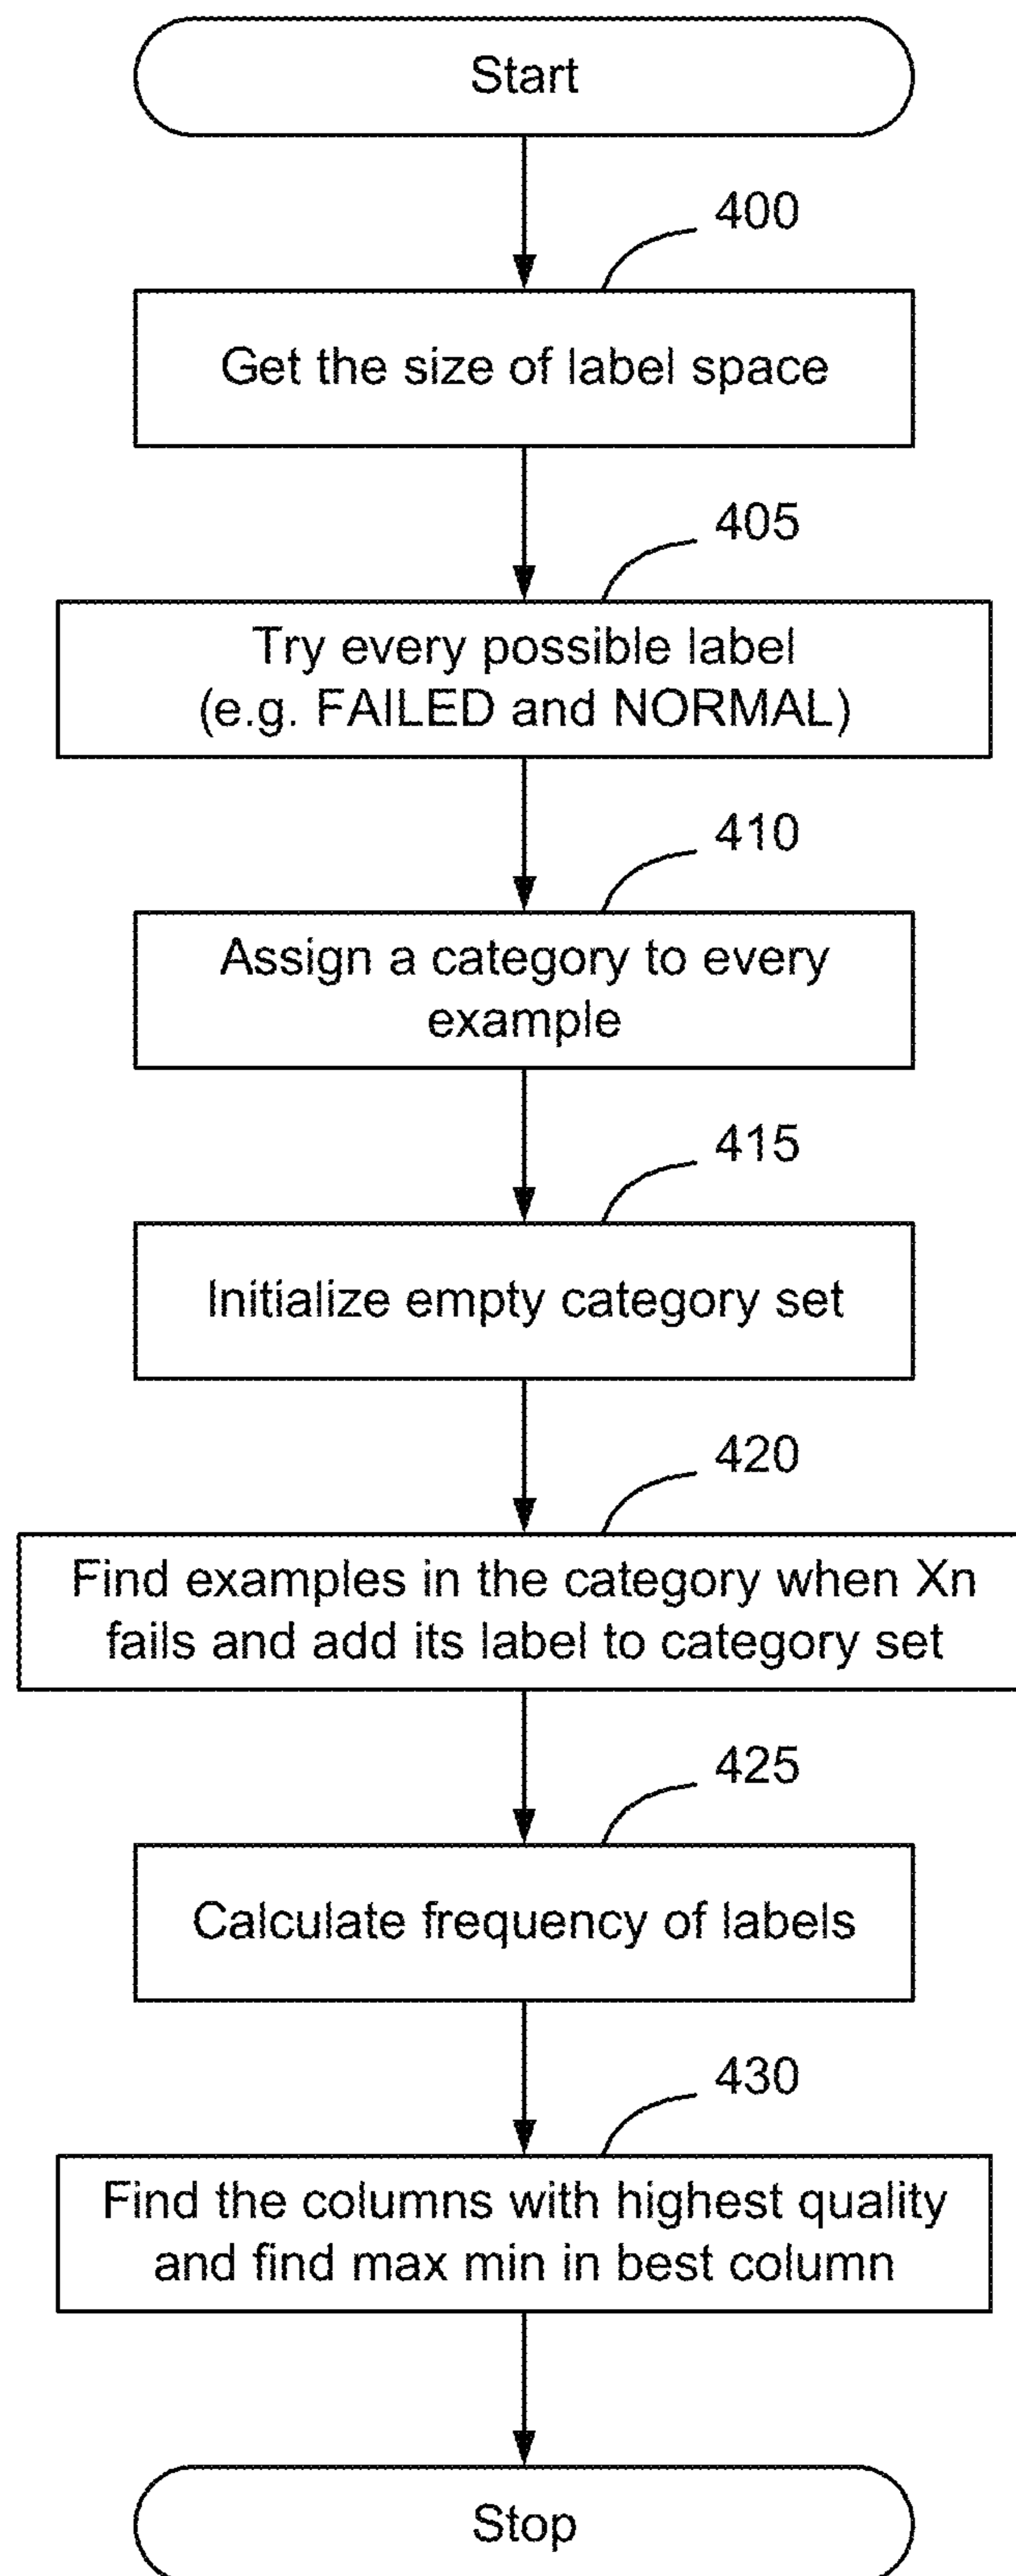 Start
400
Get the size of label space
405
Try every possible label
(e.g. FAILED and NORMAL)
410
Assign a category to every
example
415
Initialize empty category set
420
Find examples in the category when Xn
fails and add its label to category set
425
Calculate frequency of labels
430
Find the columns with highest quality
and find max min in best column
Stop